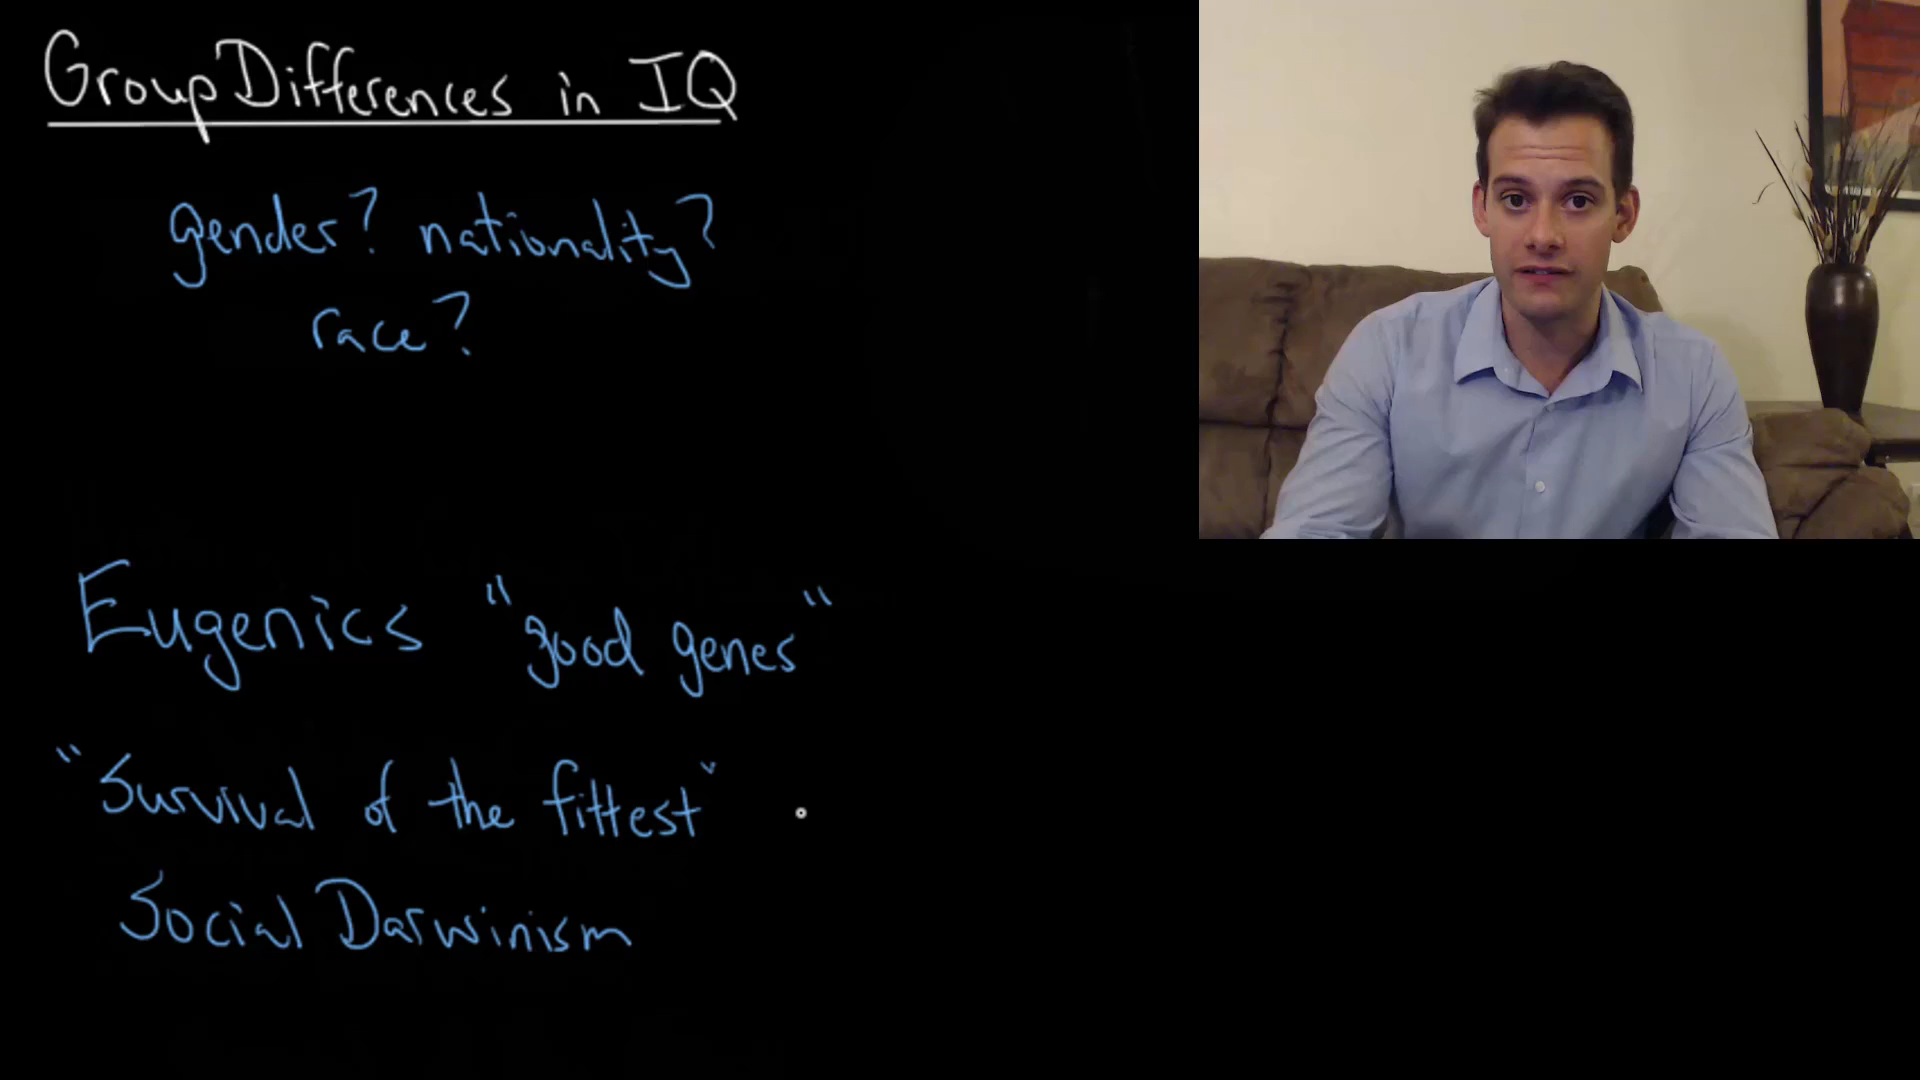 Group Differences in IQ
gender? nationality?
race?
Eugenics "good genes"
"Survival of the fittest"
Social Darwinism